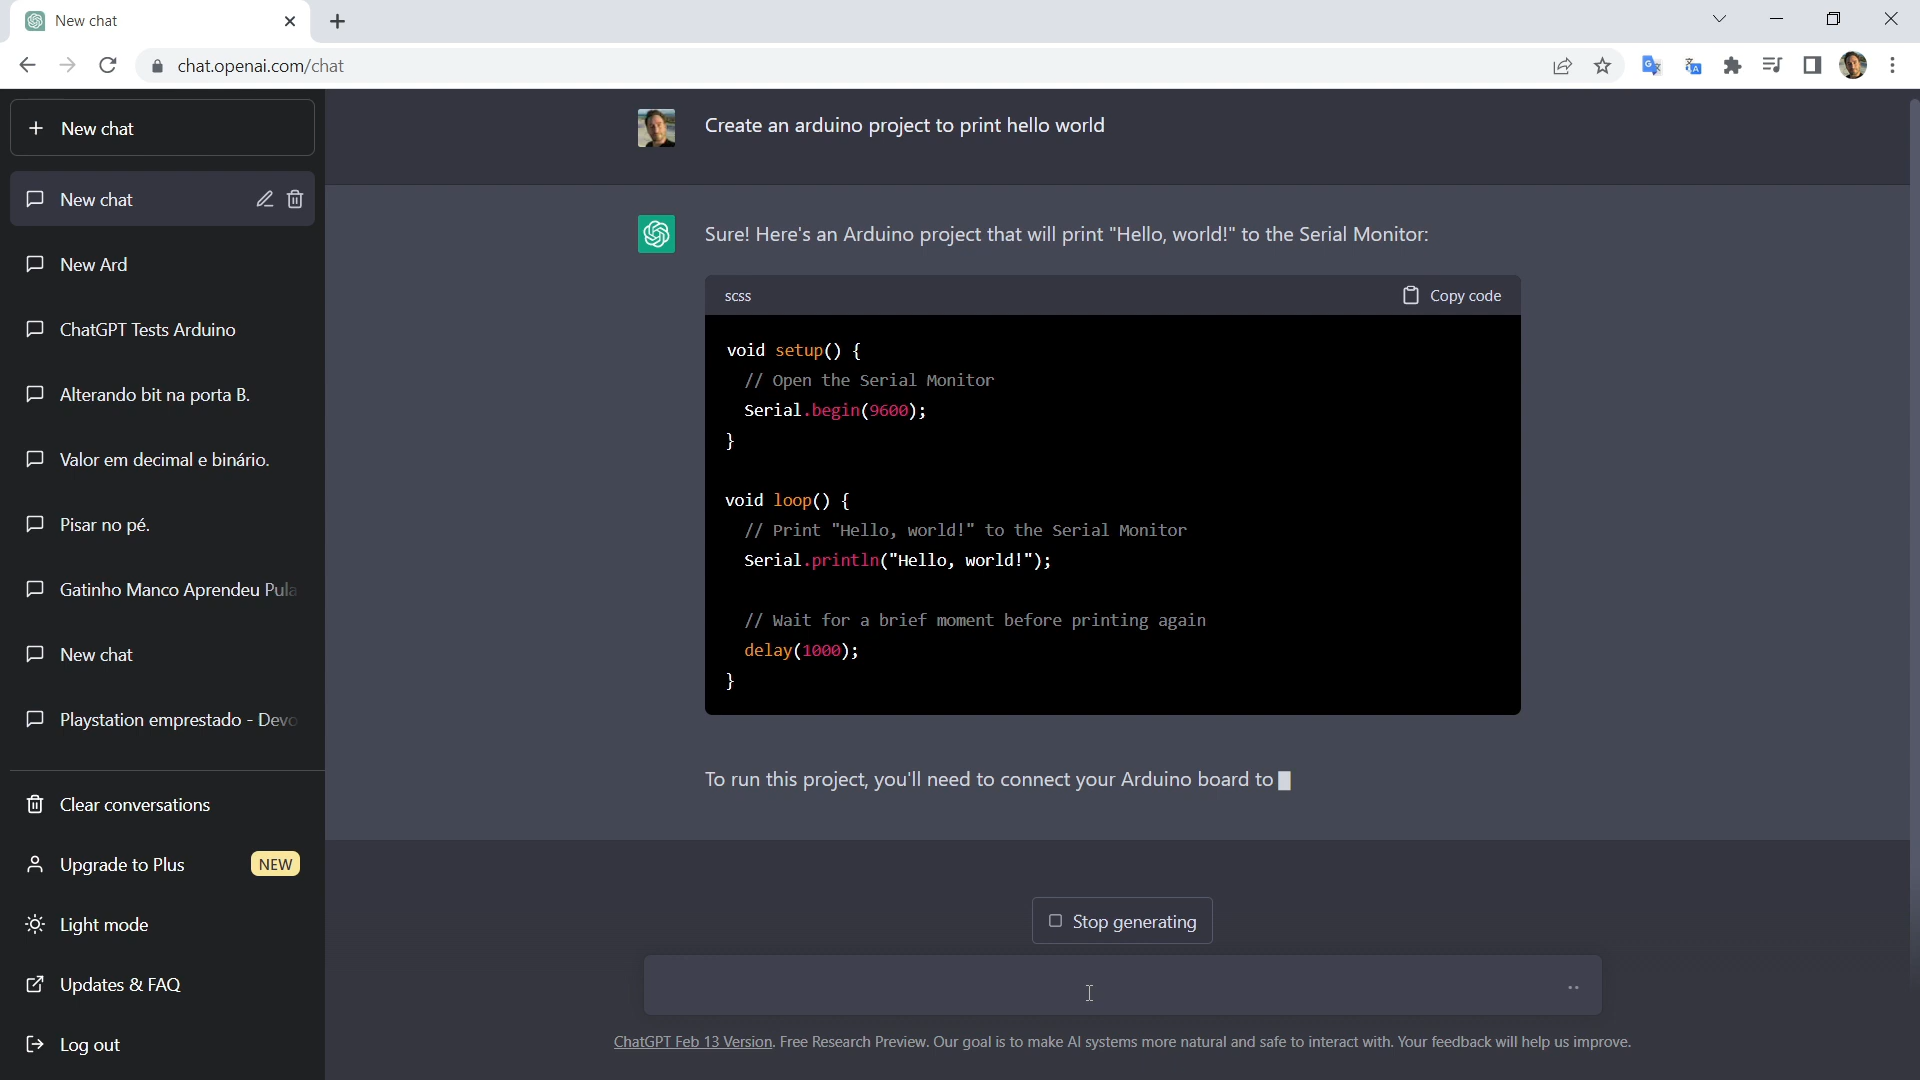 New chat
chat.openai.com/chat
New chat
New chat
New Ard
ChatGPT Tests Arduino
Alterando bit na porta B.
Valor em decimal e binário.
Pisar no pé.
Gatinho Manco Aprendeu Pula
New chat
Playstation emprestado - Devo
Clear conversations
Upgrade to Plus
NEW
Light mode
Updates & FAQ
Log out
Create an arduino project to print hello world
Sure! Here's an Arduino project that will print "Hello, world!" to the Serial Monitor:
scss
Copy code
void setup() {
// Open the Serial Monitor
Serial.begin(9600);
}
void loop() {
// Print "Hello, world!" to the Serial Monitor
Serial.println("Hello, world!");
// Wait for a brief moment before printing again
delay(1000);
}
To run this project, you'll need to connect your Arduino board to
Stop generating
ChatGPT Feb 13 Version. Free Research Preview. Our goal is to make AI systems more natural and safe to interact with. Your feedback will help us improve.